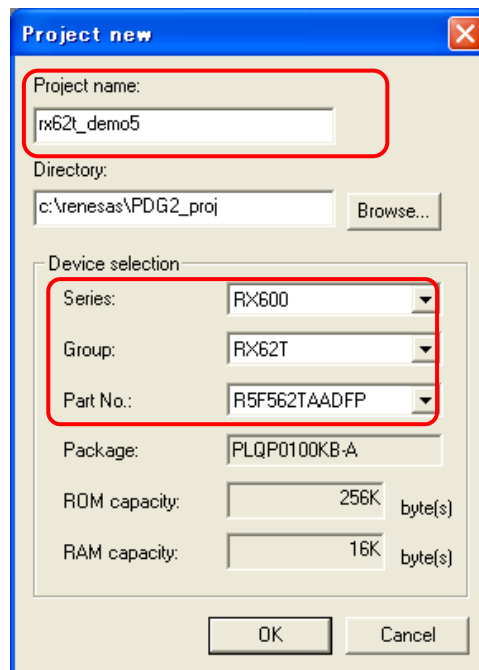 Project new
Project name:
rx62t_demo5
Directory:
c:\renesas\PDG2_proj
Browse...
Device selection
Series:
RX600
Group:
RX62T
Part No.:
R5F562TAADFP
Package:
PLQP0100KB-A
ROM capacity:
256K byte(s)
RAM capacity:
16K byte(s)
OK
Cancel